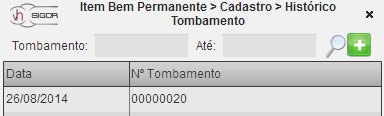 SIGOR
Item Bem Permanente > Cadastro > Histórico
Tombamento
Tombamento: Até:
Data Nº Tombamento
26/08/2014 00000020